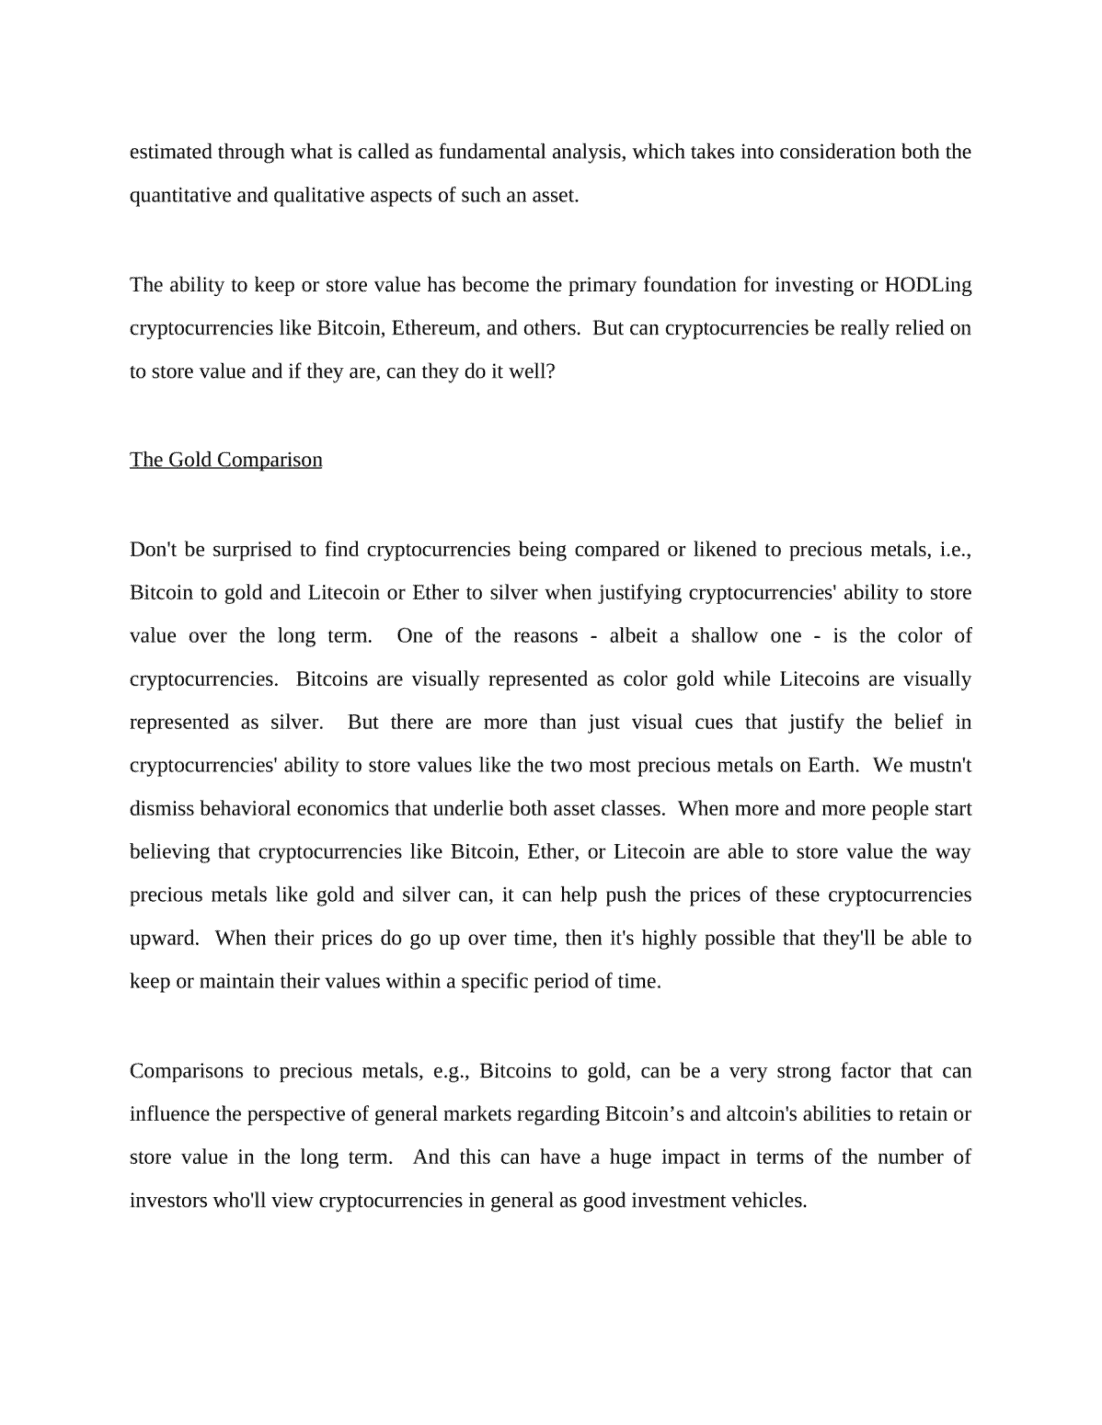 estimated through what is called as fundamental analysis, which takes into consideration both the
quantitative and qualitative aspects of such an asset.
The ability to keep or store value has become the primary foundation for investing or HODLing
cryptocurrencies like Bitcoin, Ethereum, and others.  But can cryptocurrencies be really relied on
to store value and if they are, can they do it well?
The Gold Comparison
Don't be surprised to find cryptocurrencies being compared or likened to precious metals, i.e.,
Bitcoin to gold and Litecoin or Ether to silver when justifying cryptocurrencies' ability to store
value over the long term.  One of the reasons - albeit a shallow one - is the color of
cryptocurrencies.  Bitcoins are visually represented as color gold while Litecoins are visually
represented as silver.  But there are more than just visual cues that justify the belief in
cryptocurrencies' ability to store values like the two most precious metals on Earth.  We mustn't
dismiss behavioral economics that underlie both asset classes.  When more and more people start
believing that cryptocurrencies like Bitcoin, Ether, or Litecoin are able to store value the way
precious metals like gold and silver can, it can help push the prices of these cryptocurrencies
upward.  When their prices do go up over time, then it's highly possible that they'll be able to
keep or maintain their values within a specific period of time.
Comparisons to precious metals, e.g., Bitcoins to gold, can be a very strong factor that can
influence the perspective of general markets regarding Bitcoin’s and altcoin's abilities to retain or
store value in the long term.  And this can have a huge impact in terms of the number of
investors who'll view cryptocurrencies in general as good investment vehicles.